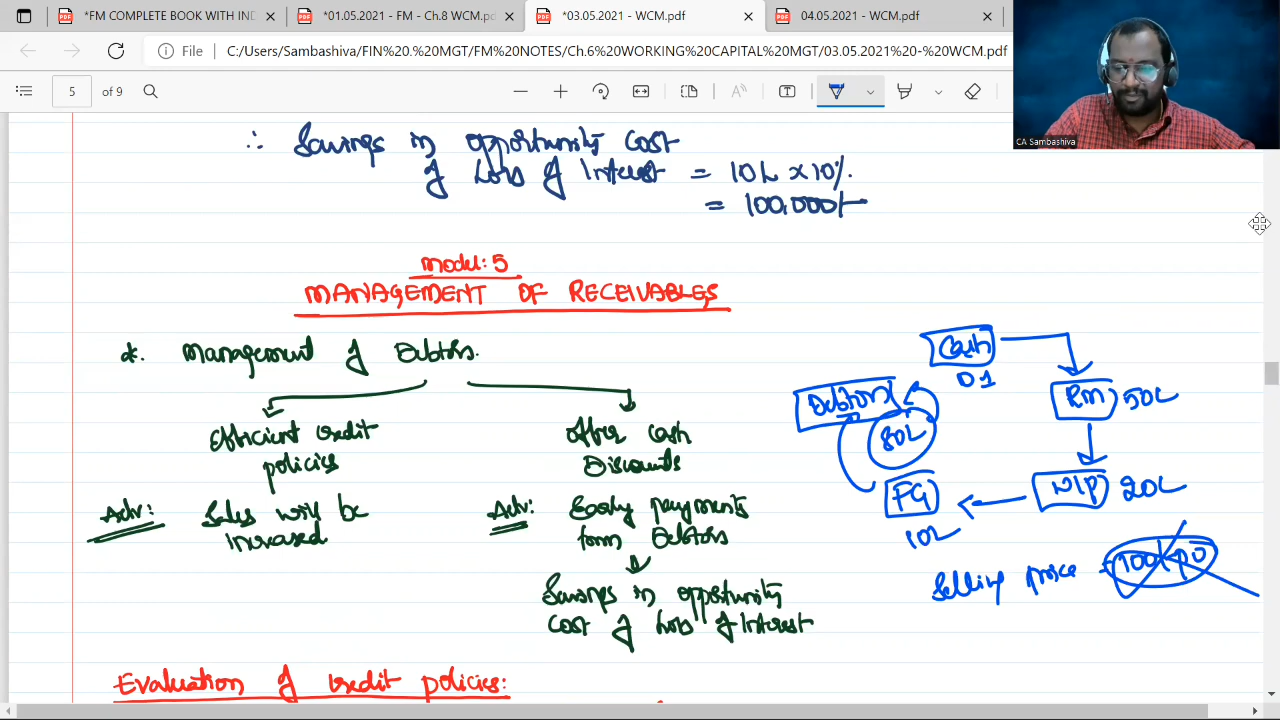 *FM COMPLETE BOOK WITH IND
*01.05.2021 - FM - Ch.8 WCM.pdf
*03.05.2021 - WCM.pdf
04.05.2021 - WCM.pdf
File
C:/Users/Sambashiva/FIN%20.%20MGT/FM%20NOTES/Ch.6%20WORKING%20CAPITAL%20MGT/03.05.2021%20-%20WCM.pdf
5 of 9
CA Sambashiva
∴ Savings in opportunity cost
of Loss of Interest = 10L x 10%
= 100,000/-
Model: 5
MANAGEMENT OF RECEIVABLES
*. Management of Debtors.
Efficient credit
policies
Adv: Sales will be
increased
Offer cash
Discounts
Adv: Early payments
form Debtors
Savings in opportunity
cost of Loss of Interest
Cash
01
Debtors
80L
RM 50L
FG
10L
WIP 20L
Selling price
Evaluation of credit policies: